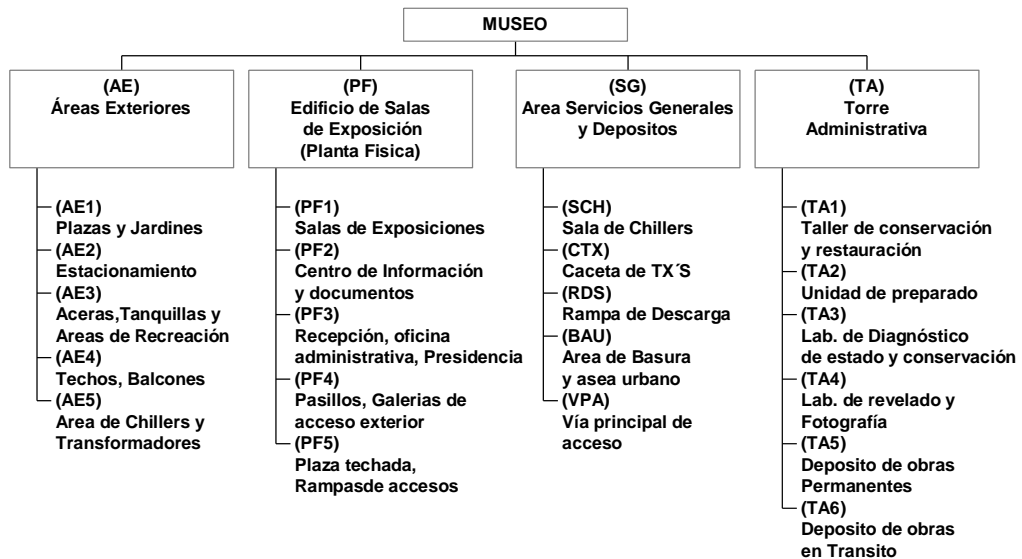 MUSEO
(AE)
Áreas Exteriores
(AE1)
Plazas y Jardines
(AE2)
Estacionamiento
(AE3)
Aceras,Tanquillas y
Areas de Recreación
(AE4)
Techos, Balcones
(AE5)
Area de Chillers y
Transformadores
(PF)
Edificio de Salas
de Exposición
(Planta Fisica)
(PF1)
Salas de Exposiciones
(PF2)
Centro de Información
y documentos
(PF3)
Recepción, oficina
administrativa, Presidencia
(PF4)
Pasillos, Galerias de
acceso exterior
(PF5)
Plaza techada,
Rampasde accesos
(SG)
Area Servicios Generales
y Depositos
(SCH)
Sala de Chillers
(CTX)
Caceta de TX´S
(RDS)
Rampa de Descarga
(BAU)
Area de Basura
y asea urbano
(VPA)
Vía principal de
acceso
(TA)
Torre
Administrativa
(TA1)
Taller de conservación
y restauración
(TA2)
Unidad de preparado
(TA3)
Lab. de Diagnóstico
de estado y conservación
(TA4)
Lab. de revelado y
Fotografía
(TA5)
Deposito de obras
Permanentes
(TA6)
Deposito de obras
en Transito